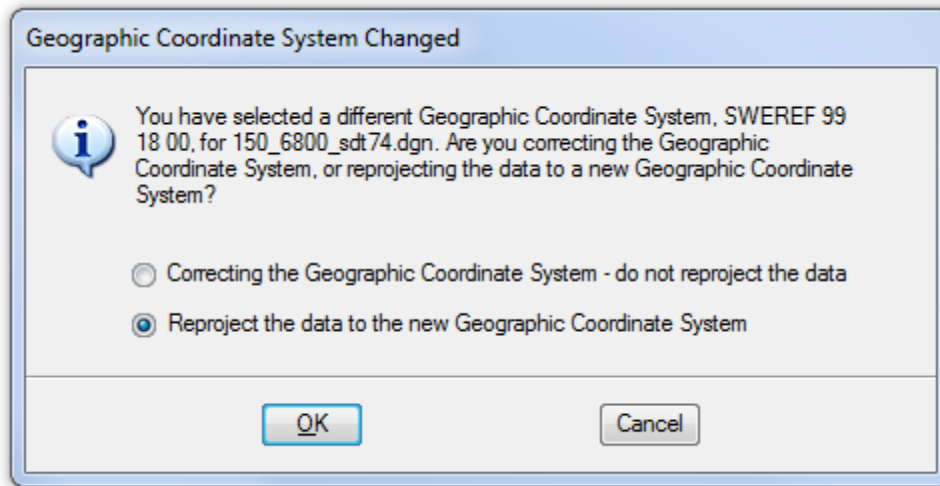 Geographic Coordinate System Changed
You have selected a different Geographic Coordinate System, SWEREF 99
18 00, for 150_6800_sdt74.dgn. Are you correcting the Geographic
Coordinate System, or reprojecting the data to a new Geographic Coordinate
System?
Correcting the Geographic Coordinate System - do not reproject the data
Reproject the data to the new Geographic Coordinate System
OK
Cancel